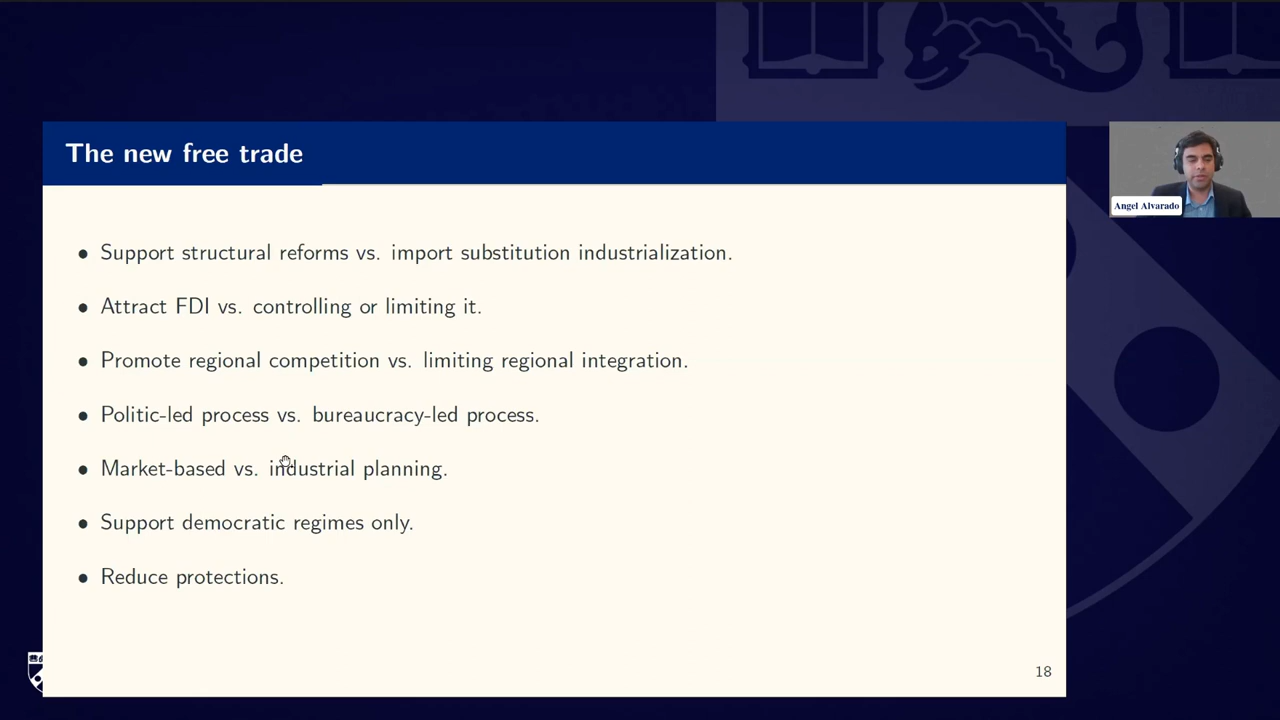 The new free trade
Angel Alvarado
• Support structural reforms vs. import substitution industrialization.
• Attract FDI vs. controlling or limiting it.
• Promote regional competition vs. limiting regional integration.
• Politic-led process vs. bureaucracy-led process.
• Market-based vs. industrial planning.
• Support democratic regimes only.
• Reduce protections.
18